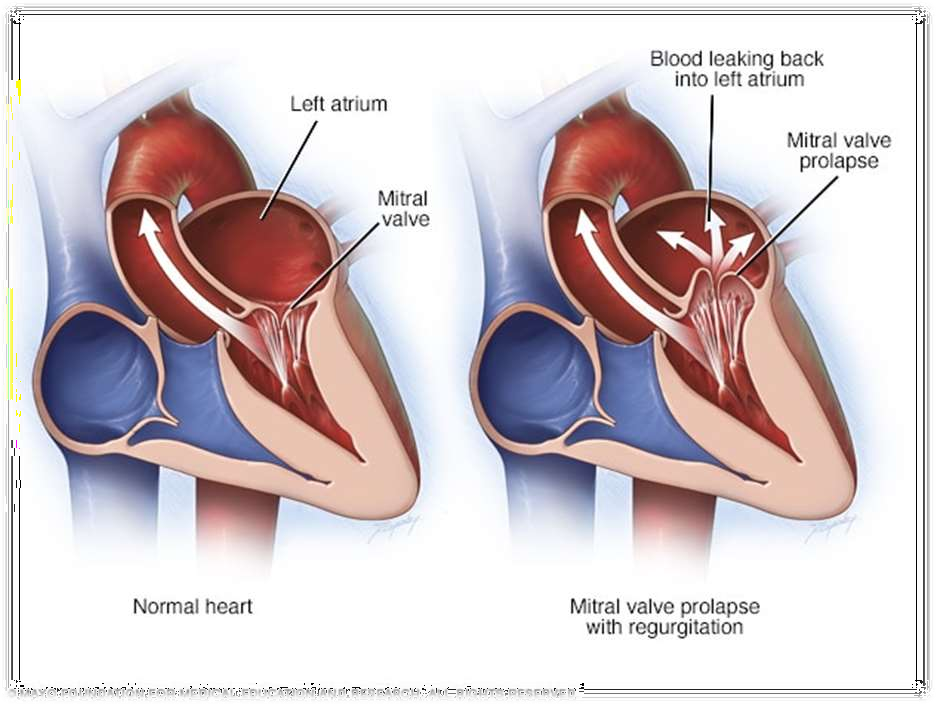 Blood leaking back
into left atrium
Left atrium
Mitral valve
prolapse
Mitral
valve
Normal heart
Mitral valve prolapse
with regurgitation